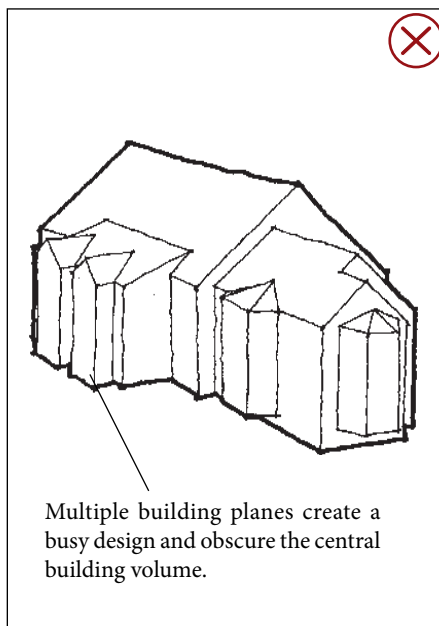 Multiple building planes create a
busy design and obscure the central
building volume.